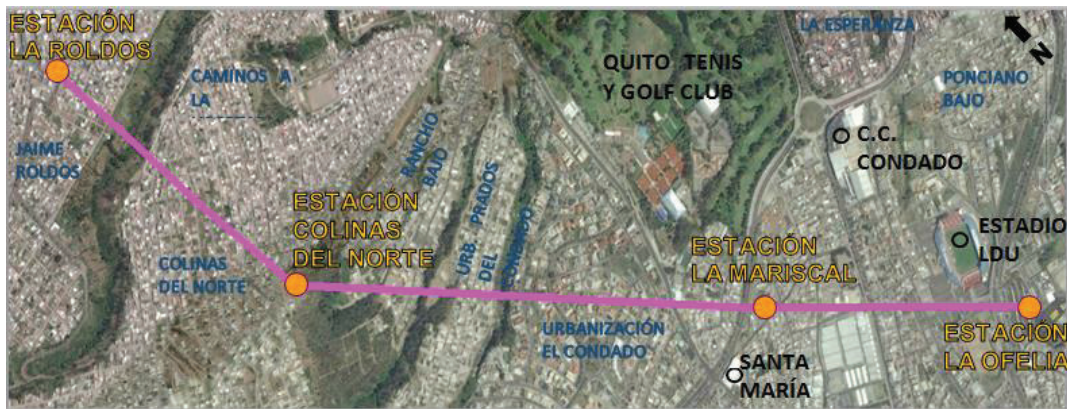 ESTACIÓN
LA ROLDOS
JAIME
ROLDOS
CAMINOS A
LA
COLINAS
DEL NORTE
ESTACIÓN
COLINAS
DEL NORTE
RANCHO
BAJO
URB. PRADOS
DEL
CONDADO
QUITO TENIS
Y GOLF CLUB
LA ESPERANZA
N
PONCIANO
BAJO
C.C.
CONDADO
ESTADIO
LDU
ESTACIÓN
LA MARISCAL
URBANIZACIÓN
EL CONDADO
SANTA
MARÍA
ESTACIÓN
LA OFELIA